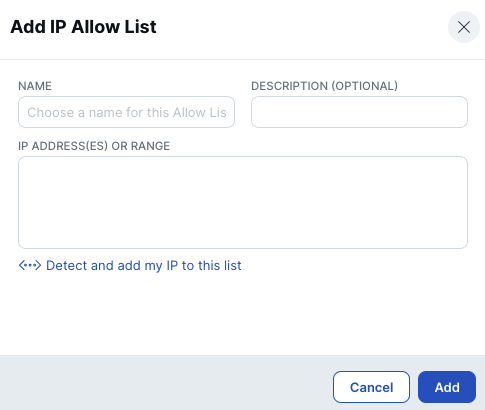 Add IP Allow List
NAME
DESCRIPTION (OPTIONAL)
Choose a name for this Allow Lis
IP ADDRESS(ES) OR RANGE
Detect and add my IP to this list
Cancel
Add